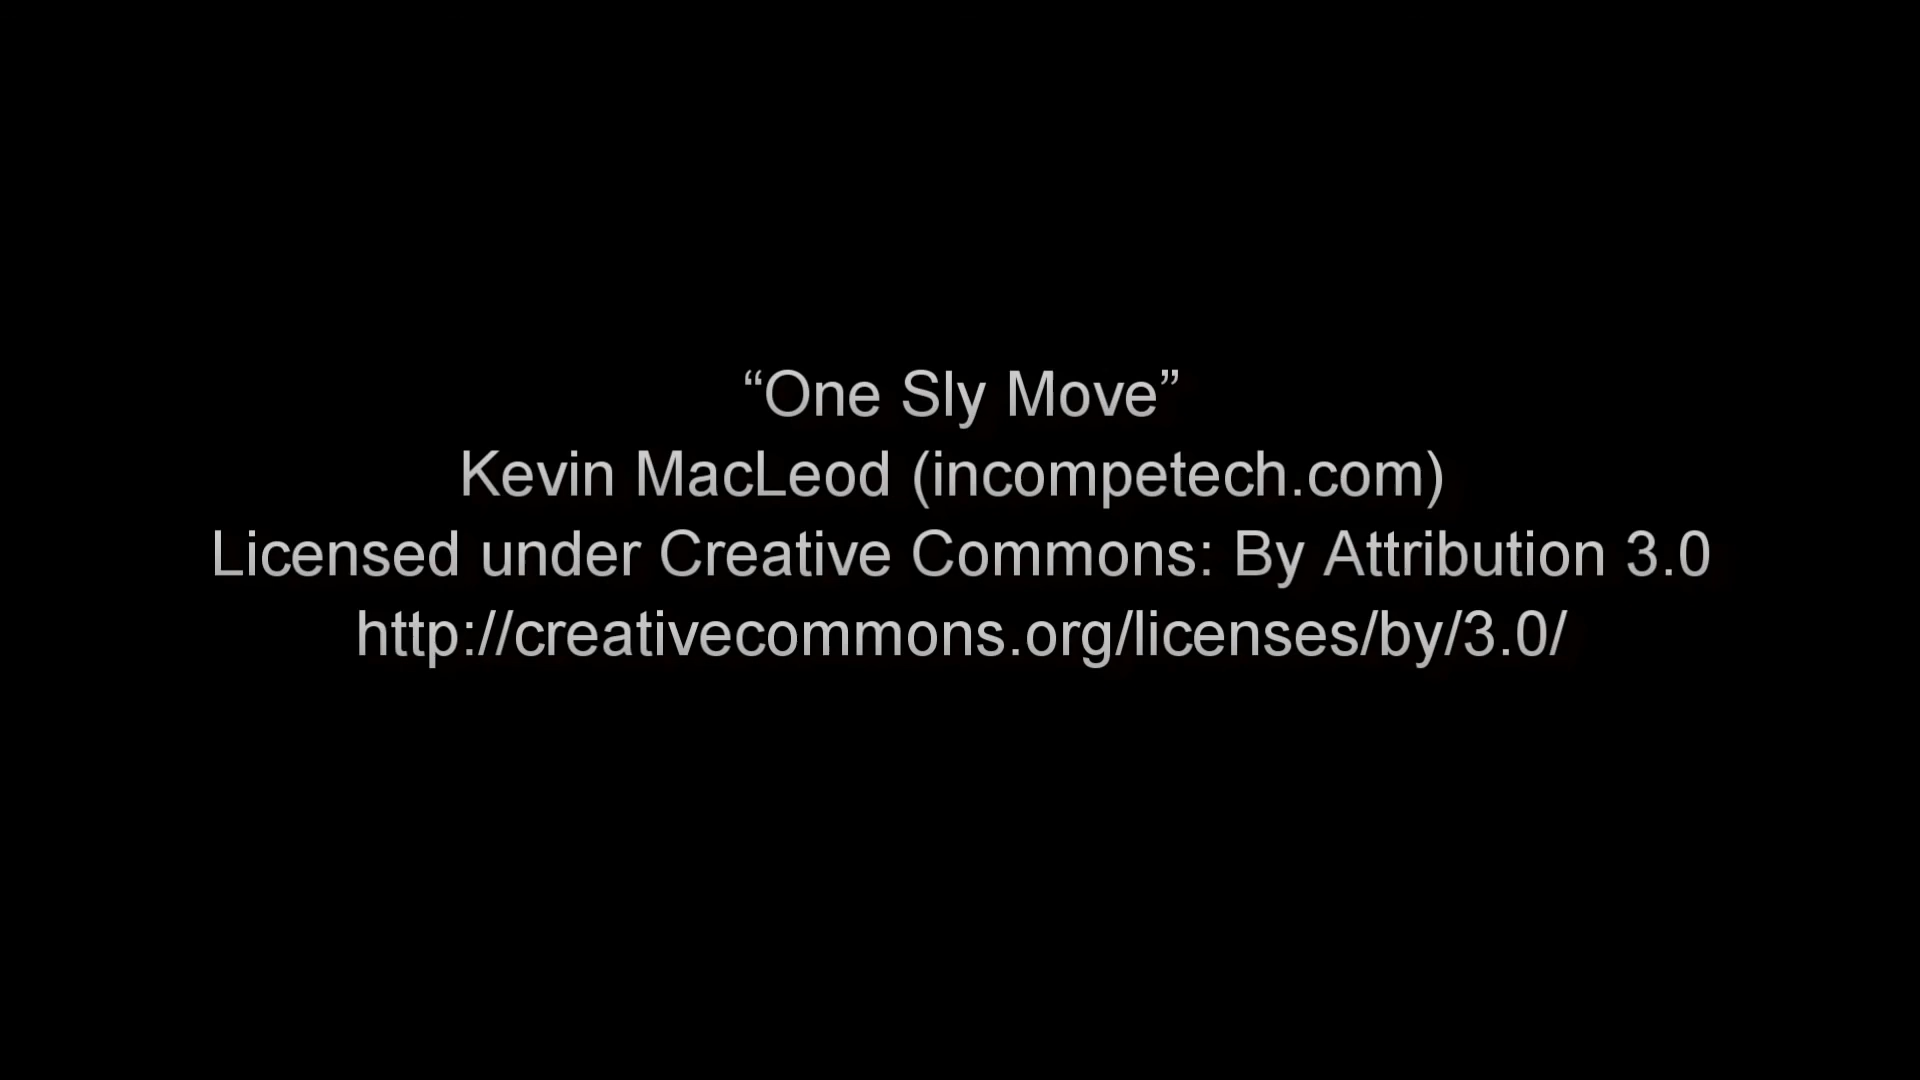 “One Sly Move”
Kevin MacLeod (incompetech.com)
Licensed under Creative Commons: By Attribution 3.0
http://creativecommons.org/licenses/by/3.0/